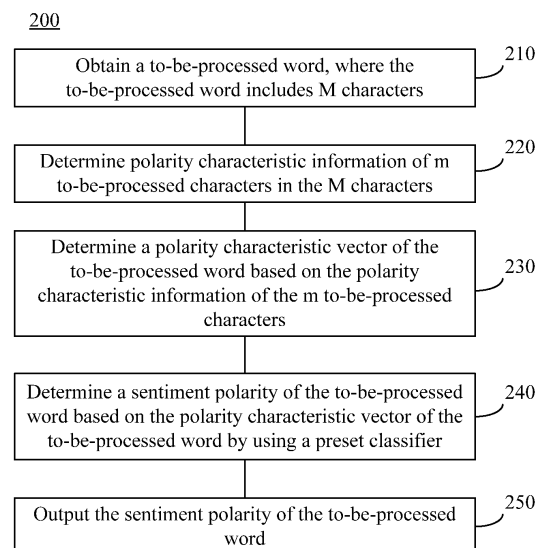 200
210
Obtain a to-be-processed word, where the
to-be-processed word includes M characters
220
Determine polarity characteristic information of m
to-be-processed characters in the M characters
230
Determine a polarity characteristic vector of the
to-be-processed word based on the polarity
characteristic information of the m to-be-processed
characters
240
Determine a sentiment polarity of the to-be-processed
word based on the polarity characteristic vector of the
to-be-processed word by using a preset classifier
250
Output the sentiment polarity of the to-be-processed
word